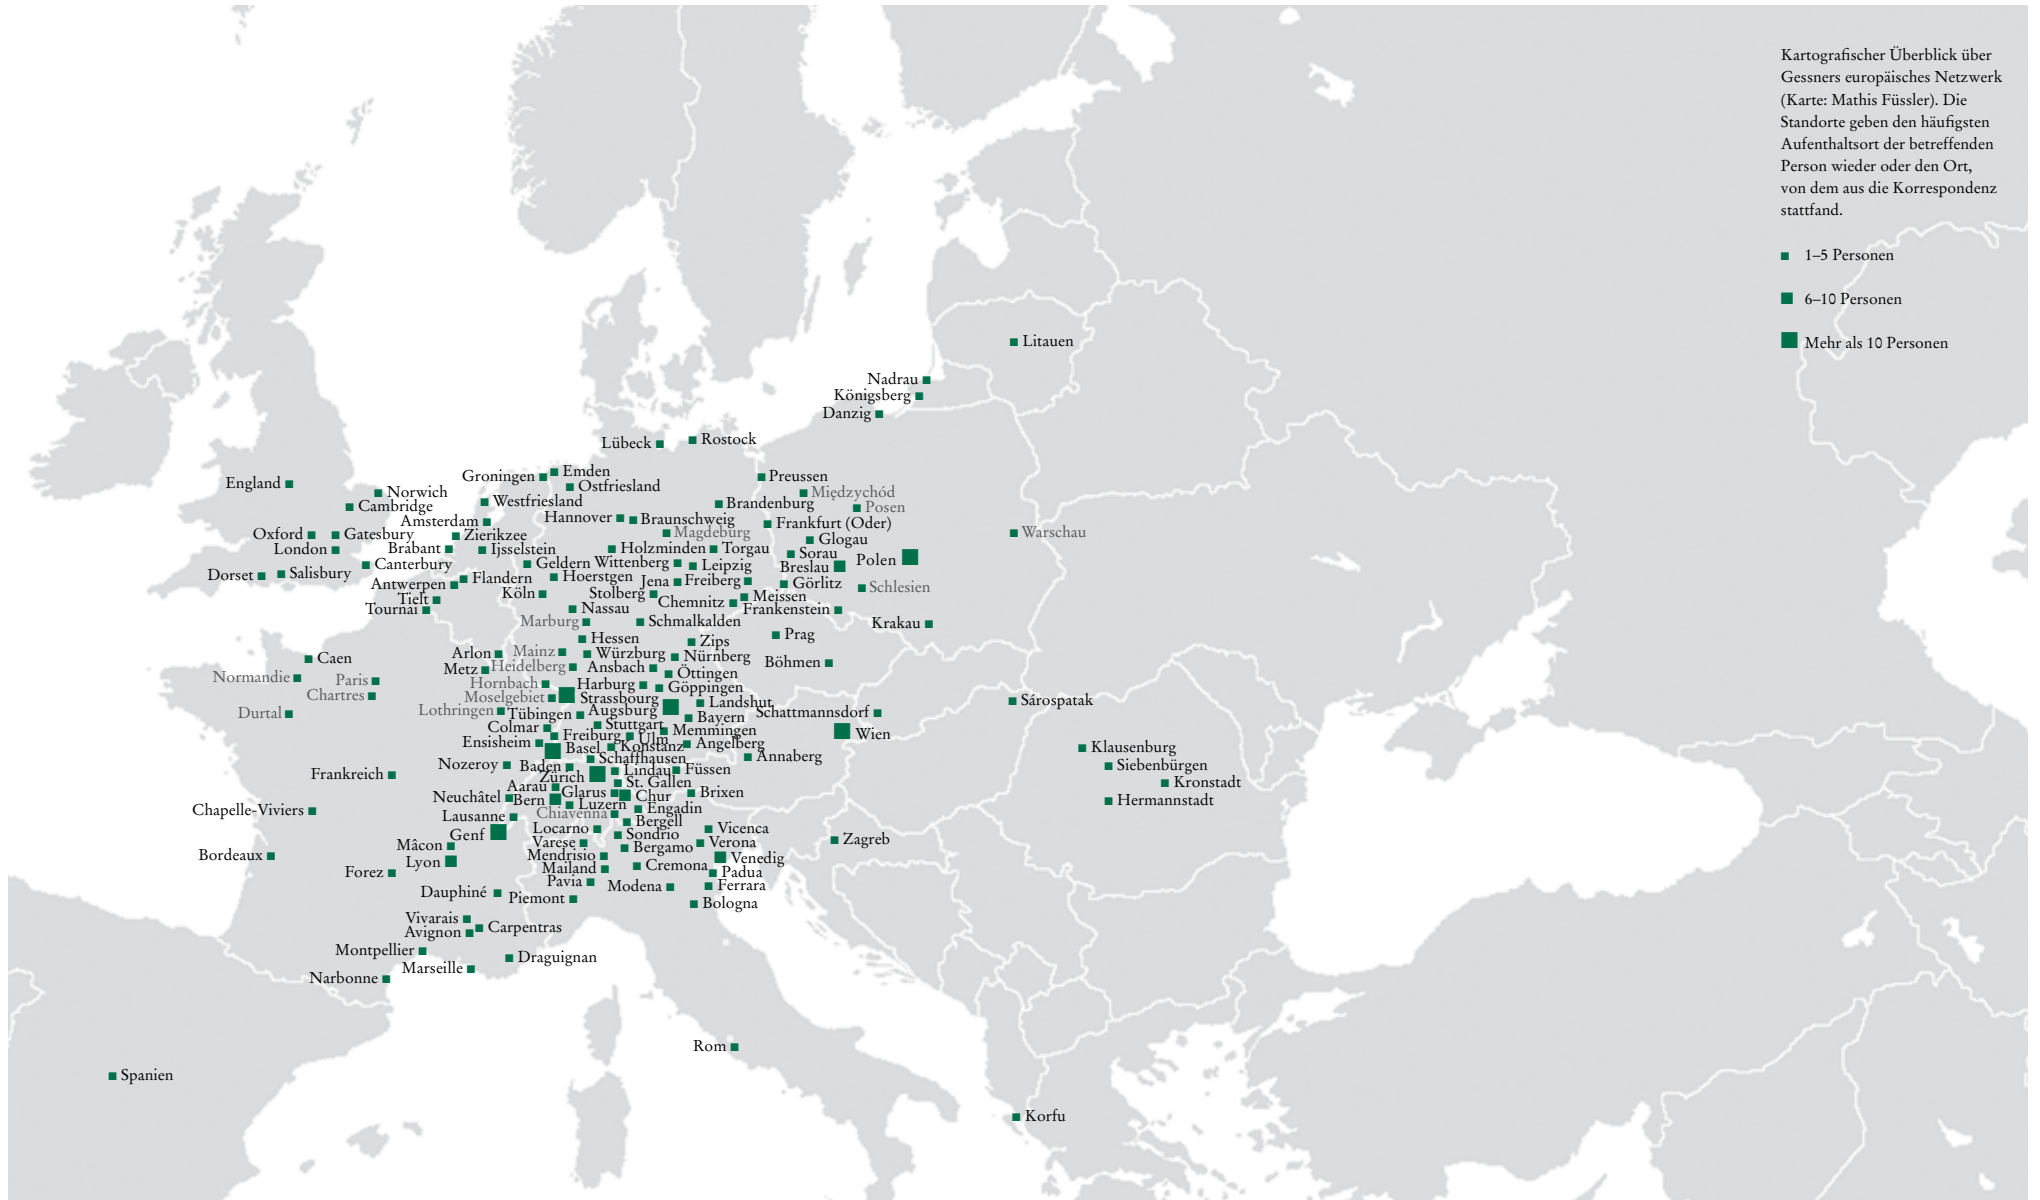 Kartografischer Überblick über
Gessners europäisches Netzwerk
(Karte: Mathis Füssler). Die
Standorte geben den häufigsten
Aufenthaltsort der betreffenden
Person wieder oder den Ort,
von dem aus die Korrespondenz
stattfand.
1–5 Personen
6–10 Personen
Mehr als 10 Personen
Litauen
Nadrau
Königsberg
Danzig
Lübeck
Rostock
Groningen
Emden
Preussen
England
Ostfriesland
Norwich
Międzychód
Westfriesland
Brandenburg
Cambridge
Posen
Hannover
Braunschweig
Amsterdam
Frankfurt (Oder)
Oxford
Gatesbury
Zierikzee
Magdeburg
Warschau
Glogau
London
Brabant
Ijsselstein
Holzminden
Torgau
Sorau
Polen
Canterbury
Geldern
Wittenberg
Leipzig
Breslau
Dorset
Salisbury
Flandern
Hoerstgen
Jena
Freiberg
Görlitz
Schlesien
Antwerpen
Köln
Stolberg
Meissen
Tielt
Chemnitz
Tournai
Nassau
Frankenstein
Marburg
Schmalkalden
Krakau
Hessen
Zips
Prag
Arlon
Mainz
Würzburg
Nürnberg
Caen
Böhmen
Metz
Heidelberg
Ansbach
Öttingen
Normandie
Paris
Hornbach
Harburg
Göppingen
Chartres
Moselgebiet
Strassbourg
Landshut
Sárospatak
Durtal
Lothringen
Tübingen
Augsburg
Bayern
Schattmannsdorf
Colmar
Stuttgart
Memmingen
Wien
Ensisheim
Freiburg
Ulm
Angelberg
Basel
Konstanz
Klausenburg
Annaberg
Schaffhausen
Nozeroy
Baden
Siebenbürgen
Frankreich
Zürich
Lindau
Füssen
Aarau
St. Gallen
Kronstadt
Neuchâtel
Bern
Glarus
Chur
Brixen
Hermannstadt
Luzern
Chapelle-Viviers
Lausanne
Chiavenna
Engadin
Bergell
Genf
Locarno
Sondrio
Vicenca
Zagreb
Mâcon
Varese
Bergamo
Verona
Bordeaux
Lyon
Mendrisio
Venedig
Forez
Mailand
Cremona
Padua
Pavia
Modena
Ferrara
Dauphiné
Piemont
Bologna
Vivarais
Avignon
Carpentras
Montpellier
Draguignan
Marseille
Narbonne
Rom
Spanien
Korfu